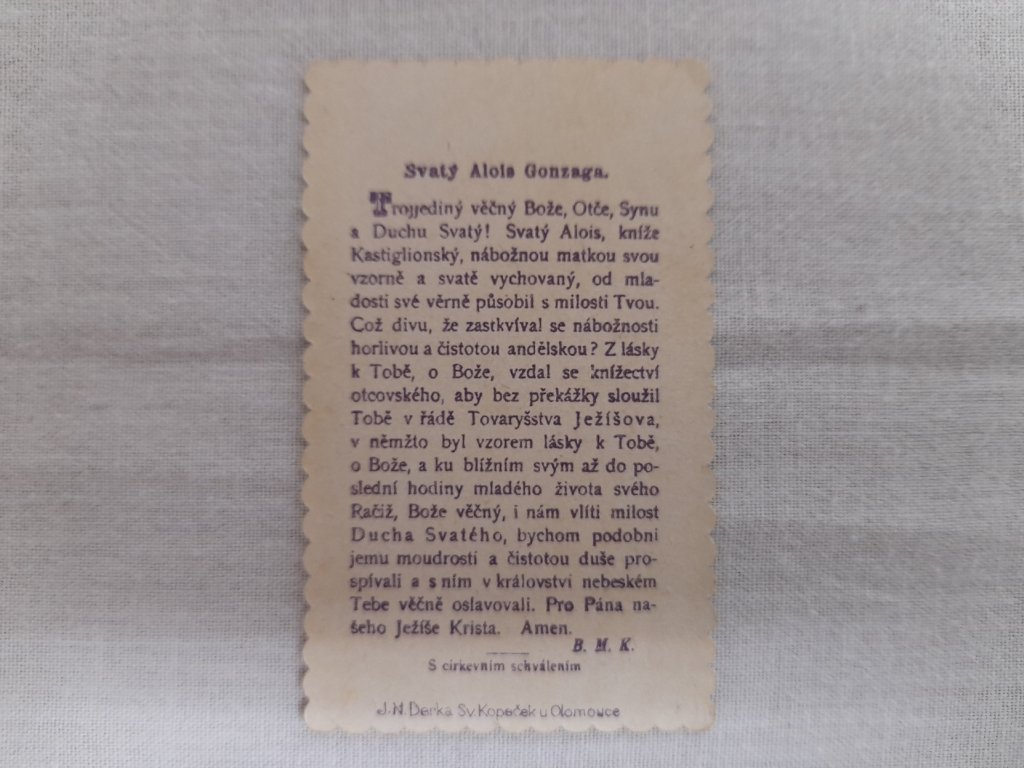 Svatý Alois Gonzaga.
Trojjediný věčný Bože, Otče, Synu
a Duchu Svatý! Svatý Alois, kníže
Kastiglionský, nábožnou matkou svou
vzorně a svatě vychovaný, od mla-
dosti své věrně působil s milostí Tvou.
Což divu, že zastkvíval se nábožností
horlivou a čistotou andělskou? Z lásky
k Tobě, o Bože, vzdal se knížectví
otcovského, aby bez překážky sloužil
Tobě v řádě Tovaryšstva Ježíšova,
v němžto byl vzorem lásky k Tobě,
o Bože, a ku bližním svým až do po-
slední hodiny mladého života svého
Račiž, Bože věčný, i nám vlíti milost
Ducha Svatého, bychom podobni
jemu moudrostí a čistotou duše pro-
spívali a s ním v království nebeském
Tebe věčně oslavovali. Pro Pána na-
šeho Ježíše Krista. Amen.
B. M. K.
S církevním schválením
J. N. Derka Sv. Kopeček u Olomouce